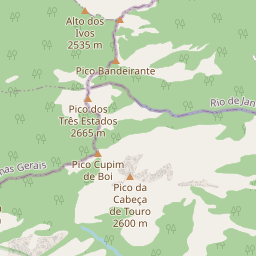 Alto dos
Ivos
2535 m
Pico Bandeirante
Rio de Jan
Pico dos
Três Estados
2665 m
nas Gerais
Pico Cupim
de Boi
Pico da
Cabeça
de Touro
2600 m